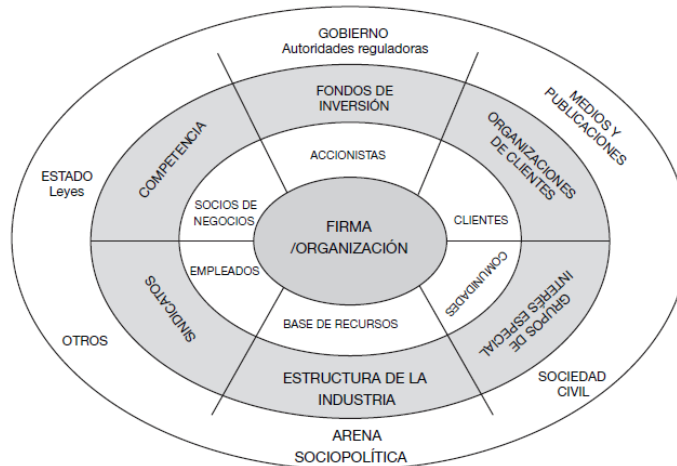 GOBIERNO
Autoridades reguladoras
MEDIOS Y
PUBLICACIONES
FONDOS DE
INVERSIÓN
COMPETENCIA
ORGANIZACIONES
DE CLIENTES
ACCIONISTAS
ESTADO
Leyes
SOCIOS DE
NEGOCIOS
CLIENTES
FIRMA
/ORGANIZACIÓN
EMPLEADOS
COMUNIDADES
SINDICATOS
GRUPOS DE
INTERÉS ESPECIAL
BASE DE RECURSOS
OTROS
ESTRUCTURA DE LA
INDUSTRIA
SOCIEDAD
CIVIL
ARENA
SOCIOPOLÍTICA